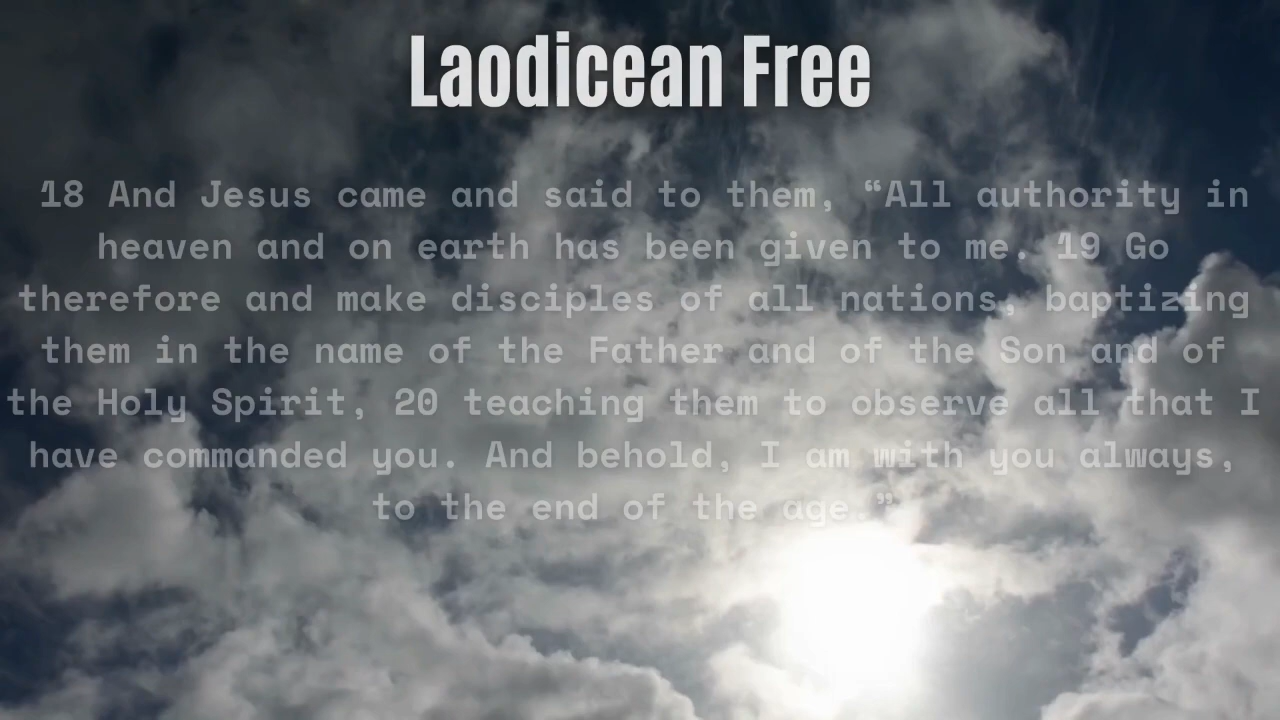 Laodicean Free
18 And Jesus came and said to them, “All authority in
heaven and on earth has been given to me. 19 Go
therefore and make disciples of all nations, baptizing
them in the name of the Father and of the Son and of
the Holy Spirit, 20 teaching them to observe all that I
have commanded you. And behold, I am with you always,
to the end of the age.”